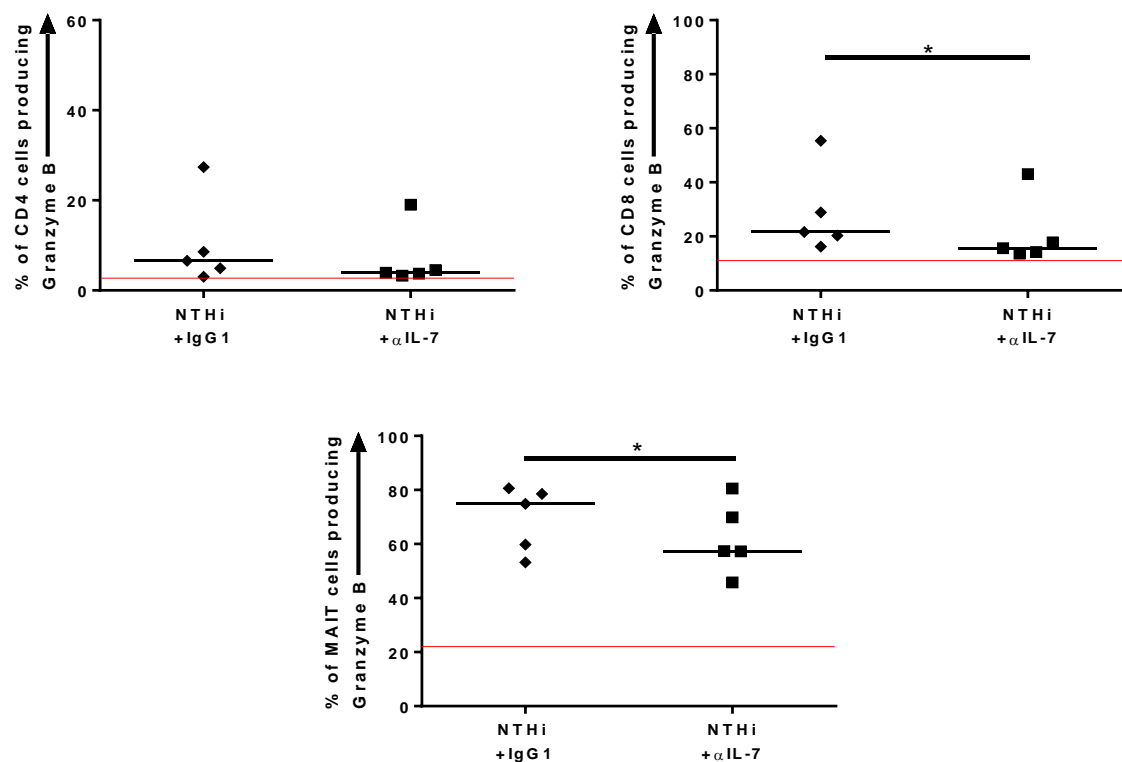 % of CD4 cells producing
Granzyme B
60
40
20
0
NTHi
+IgG1
NTHi
+αIL-7
% of CD8 cells producing
Granzyme B
100
80
60
40
20
0
*
NTHi
+IgG1
NTHi
+αIL-7
% of MAIT cells producing
Granzyme B
100
80
60
40
20
0
*
NTHi
+IgG1
NTHi
+αIL-7